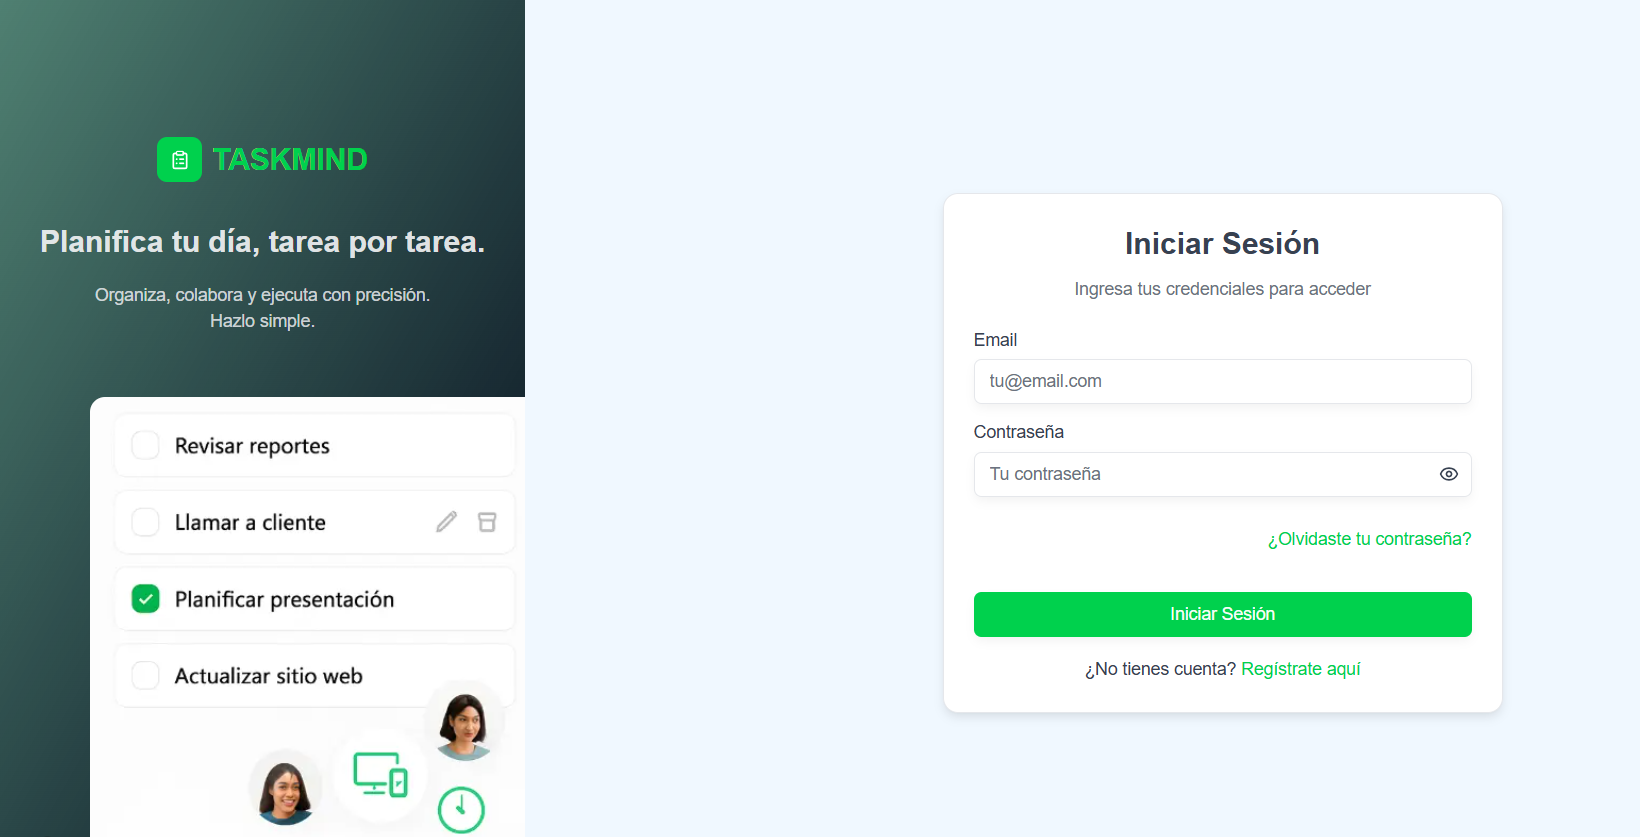 TASKMIND
Planifica tu día, tarea por tarea.
Organiza, colabora y ejecuta con precisión.
Hazlo simple.
Revisar reportes
Llamar a cliente
Planificar presentación
Actualizar sitio web
Iniciar Sesión
Ingresa tus credenciales para acceder
Email
tu@email.com
Contraseña
Tu contraseña
¿Olvidaste tu contraseña?
Iniciar Sesión
¿No tienes cuenta? Regístrate aquí